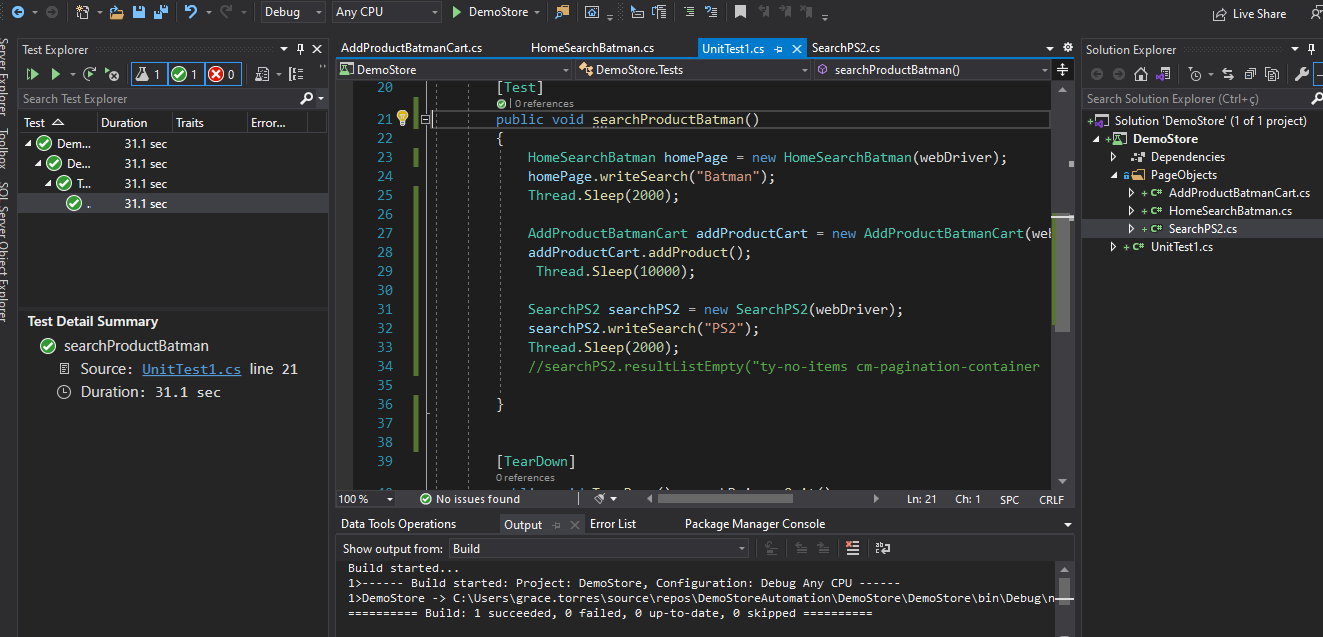 Debug
Any CPU
DemoStore
Live Share
Server Explorer
Toolbox
SQL Server Object Explorer
Test Explorer
1
1
0
Search Test Explorer
Test
Duration
Traits
Error...
Dem...
31.1 sec
De...
31.1 sec
T...
31.1 sec
..
31.1 sec
Test Detail Summary
searchProductBatman
Source: UnitTest1.cs line 21
Duration: 31.1 sec
AddProductBatmanCart.cs
HomeSearchBatman.cs
UnitTest1.cs
SearchPS2.cs
DemoStore
DemoStore.Tests
searchProductBatman()
20 [Test]
| 0 references
21 public void searchProductBatman()
22 {
23 HomeSearchBatman homePage = new HomeSearchBatman(webDriver);
24 homePage.writeSearch("Batman");
25 Thread.Sleep(2000);
26
27 AddProductBatmanCart addProductCart = new AddProductBatmanCart(web
28 addProductCart.addProduct();
29 Thread.Sleep(10000);
30
31 SearchPS2 searchPS2 = new SearchPS2(webDriver);
32 searchPS2.writeSearch("PS2");
33 Thread.Sleep(2000);
34 //searchPS2.resultListEmpty("ty-no-items cm-pagination-container
35
36 }
37
38
39 [TearDown]
0 references
100 %
No issues found
Ln: 21
Ch: 1
SPC
CRLF
Data Tools Operations
Output
Error List
Package Manager Console
Show output from:
Build
Build started...
1>------ Build started: Project: DemoStore, Configuration: Debug Any CPU ------
1>DemoStore -> C:\Users\grace.torres\source\repos\DemoStoreAutomation\DemoStore\DemoStore\bin\Debug\n
========== Build: 1 succeeded, 0 failed, 0 up-to-date, 0 skipped ==========
Solution Explorer
Search Solution Explorer (Ctrl+ç)
Solution 'DemoStore' (1 of 1 project)
DemoStore
Dependencies
PageObjects
C# AddProductBatmanCart.cs
C# HomeSearchBatman.cs
C# SearchPS2.cs
C# UnitTest1.cs